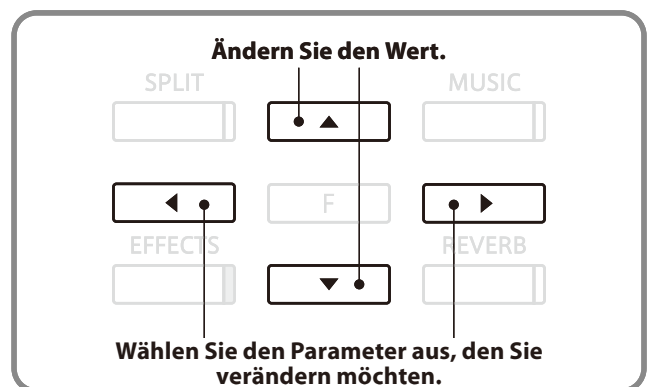 Ändern Sie den Wert.
SPLIT
MUSIC
F
EFFECTS
REVERB
Wählen Sie den Parameter aus, den Sie
verändern möchten.